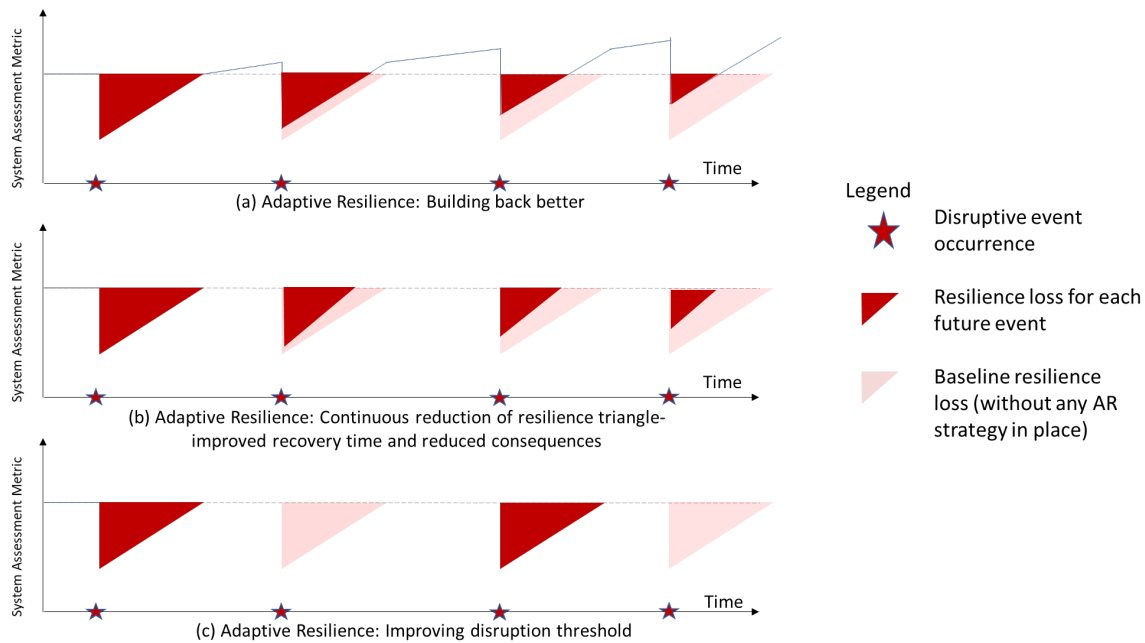 System Assessment Metric
Time
(a) Adaptive Resilience: Building back better
System Assessment Metric
Time
(b) Adaptive Resilience: Continuous reduction of resilience triangle-
improved recovery time and reduced consequences
System Assessment Metric
Time
(c) Adaptive Resilience: Improving disruption threshold
Legend
Disruptive event
occurrence
Resilience loss for each
future event
Baseline resilience
loss (without any AR
strategy in place)